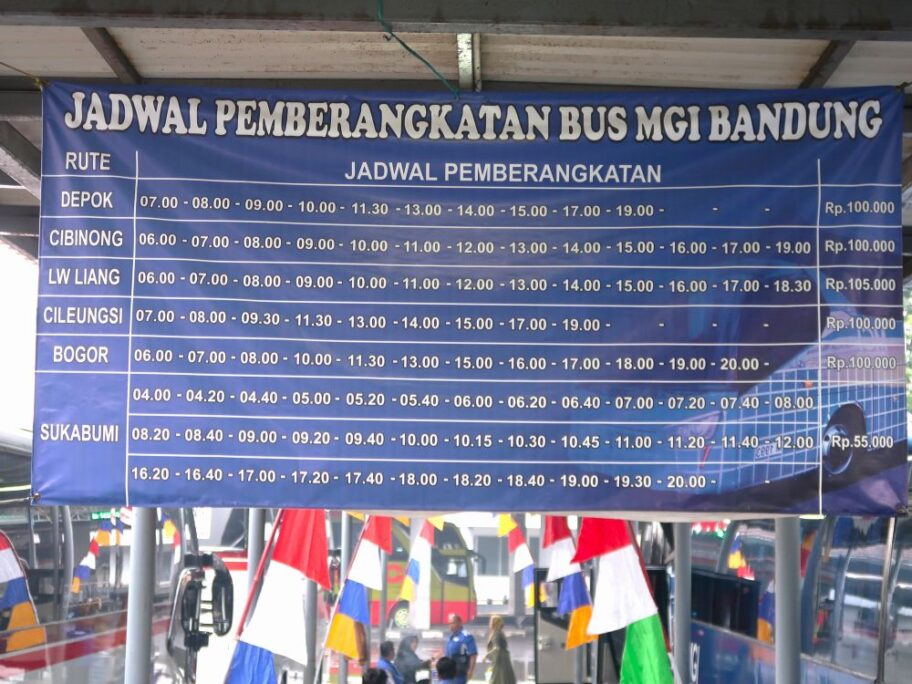 JADWAL PEMBERANGKATAN BUS MGI BANDUNG
RUTE JADWAL PEMBERANGKATAN
DEPOK 07.00 - 08.00 - 09.00 - 10.00 - 11.30 - 13.00 - 14.00 - 15.00 - 17.00 - 19.00 - - - Rp.100.000
CIBINONG 06.00 - 07.00 - 08.00 - 09.00 - 10.00 - 11.00 - 12.00 - 13.00 - 14.00 - 15.00 - 16.00 - 17.00 - 19.00 Rp.100.000
LW LIANG 06.00 - 07.00 - 08.00 - 09.00 - 10.00 - 11.00 - 12.00 - 13.00 - 14.00 - 15.00 - 16.00 - 17.00 - 18.30 Rp.105.000
CILEUNGSI 07.00 - 08.00 - 09.30 - 11.30 - 13.00 - 14.00 - 15.00 - 17.00 - 19.00 - - - - Rp.100.000
BOGOR 06.00 - 07.00 - 08.00 - 10.00 - 11.30 - 13.00 - 15.00 - 16.00 - 17.00 - 18.00 - 19.00 - 20.00 - Rp.100.000
SUKABUMI 04.00 - 04.20 - 04.40 - 05.00 - 05.20 - 05.40 - 06.00 - 06.20 - 06.40 - 07.00 - 07.20 - 07.40 - 08.00
08.20 - 08.40 - 09.00 - 09.20 - 09.40 - 10.00 - 10.15 - 10.30 - 10.45 - 11.00 - 11.20 - 11.40 - 12.00 Rp.55.000
16.20 - 16.40 - 17.00 - 17.20 - 17.40 - 18.00 - 18.20 - 18.40 - 19.00 - 19.30 - 20.00 - -
MGI